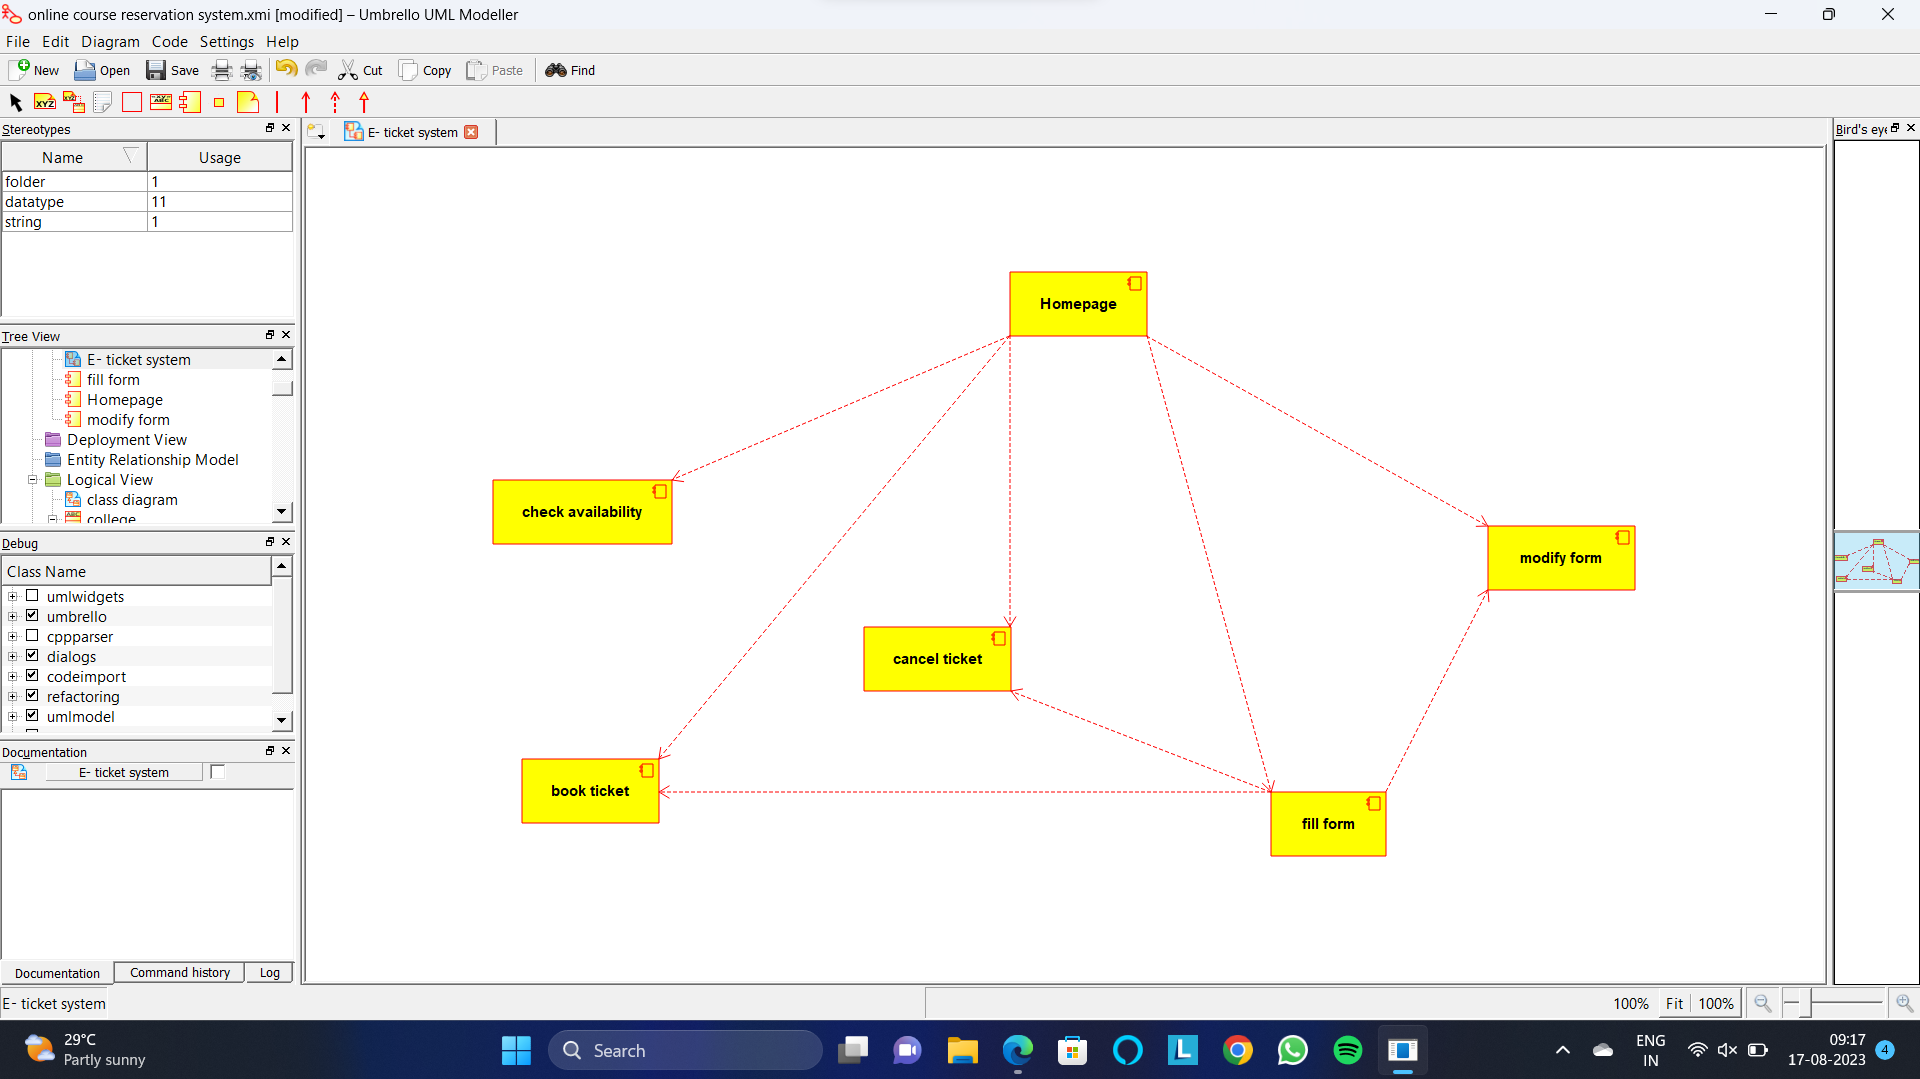 online course reservation system.xmi [modified] – Umbrello UML Modeller
File Edit Diagram Code Settings Help
New Open Save Cut Copy Paste Find
XYZ XYZ ABC
Stereotypes
Name Usage
folder 1
datatype 11
string 1
Tree View
E- ticket system
fill form
Homepage
modify form
Deployment View
Entity Relationship Model
Logical View
class diagram
college
Debug
Class Name
umlwidgets
umbrello
cppparser
dialogs
codeimport
refactoring
umlmodel
Documentation
E- ticket system
Documentation Command history Log
E- ticket system
E- ticket system
Homepage
check availability
modify form
cancel ticket
book ticket
fill form
Bird's eye
100% Fit 100%
29°C
Partly sunny
Search
L
ENG
IN
09:17
17-08-2023
4